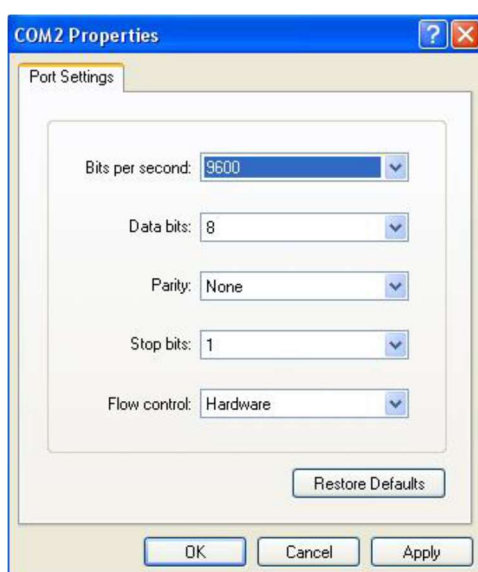 COM2 Properties
Port Settings
Bits per second: 9600
Data bits: 8
Parity: None
Stop bits: 1
Flow control: Hardware
Restore Defaults
OK Cancel Apply